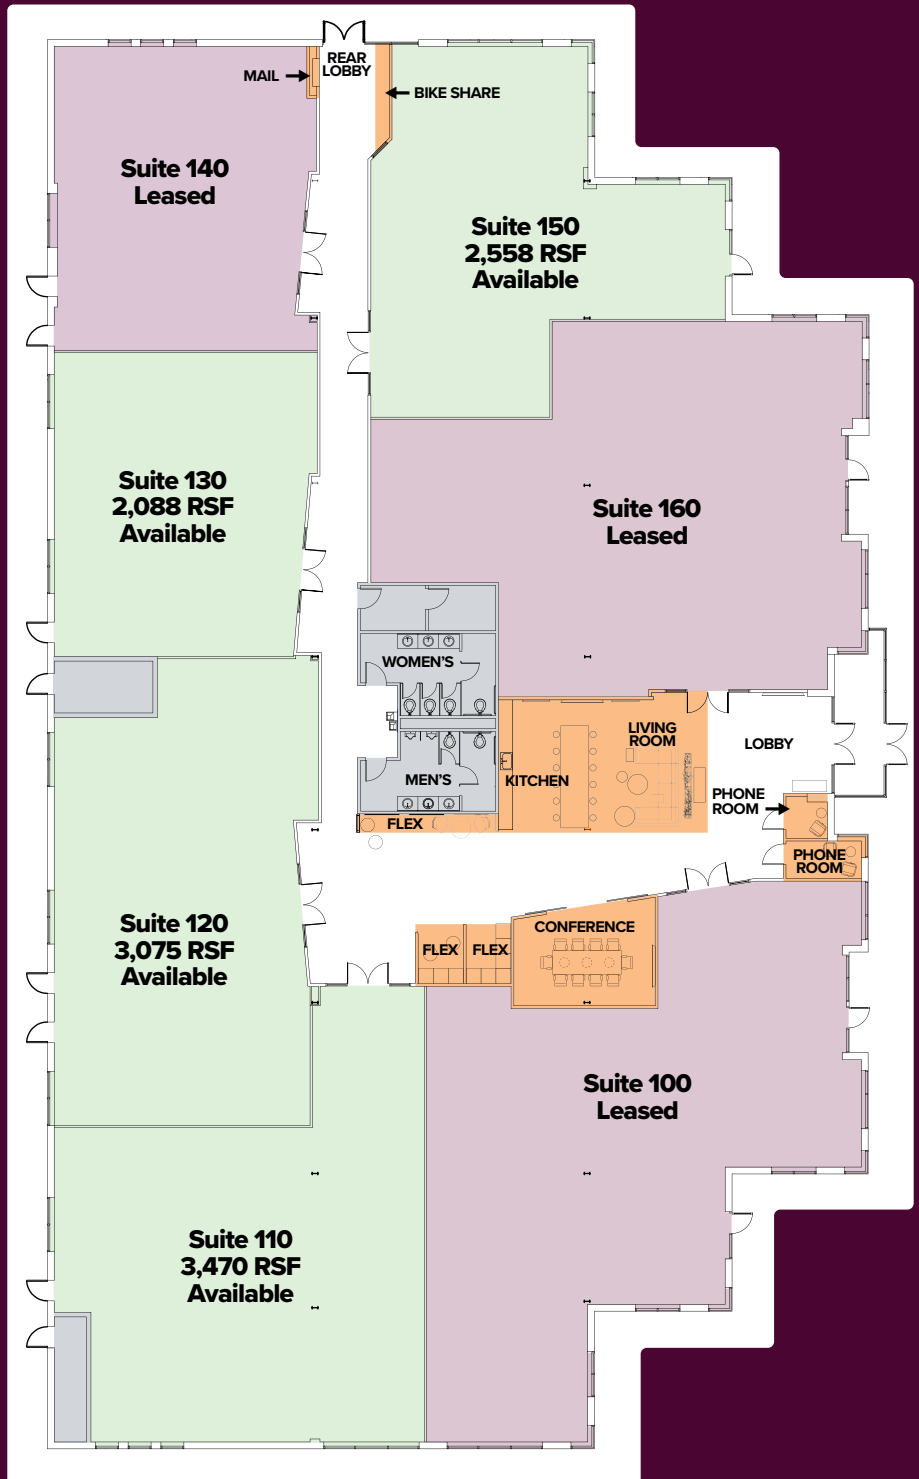 REAR
LOBBY
MAIL
BIKE SHARE
Suite 140
Leased
Suite 150
2,558 RSF
Available
Suite 130
2,088 RSF
Available
Suite 160
Leased
WOMEN'S
LIVING
ROOM
LOBBY
MEN'S
KITCHEN
PHONE
ROOM
FLEX
PHONE
ROOM
Suite 120
3,075 RSF
Available
FLEX
FLEX
CONFERENCE
Suite 100
Leased
Suite 110
3,470 RSF
Available